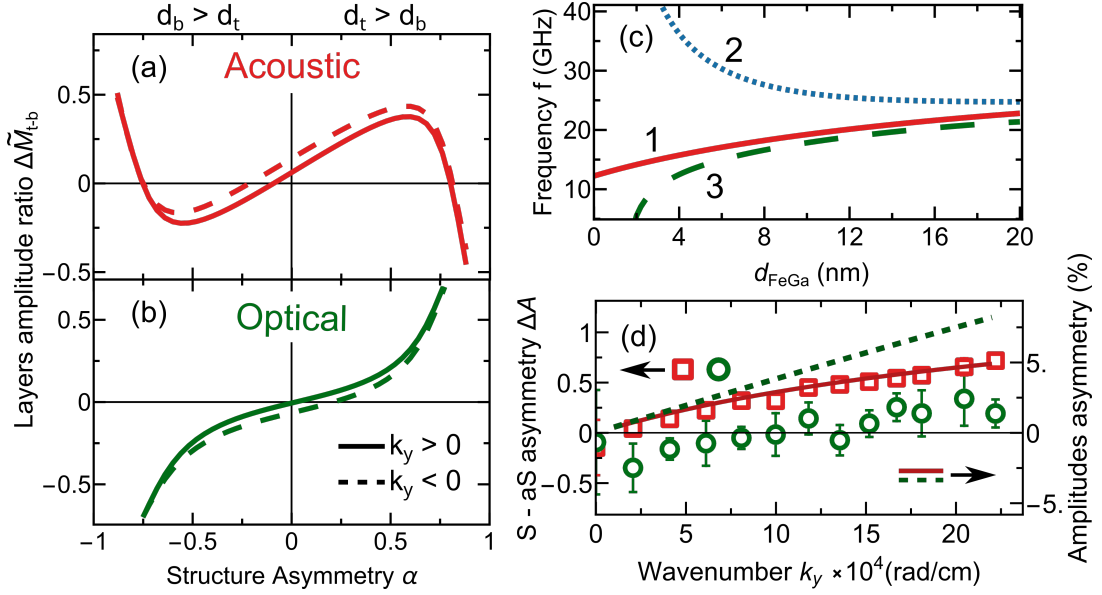 d_b > d_t d_t > d_b
(a) Acoustic
Layers amplitude ratio ΔM̃_t-b
0.5
0
−0.5
(b) Optical
0.5
0
−0.5
k_y > 0
k_y < 0
−1 −0.5 0 0.5 1
Structure Asymmetry α
(c)
Frequency f (GHz)
40
30
20
10
1
2
3
0 4 8 12 16 20
d_FeGa (nm)
(d)
S - aS asymmetry ΔA
1
0.5
0
−0.5
Amplitudes asymmetry (%)
5.
0
−5.
0 5 10 15 20
Wavenumber k_y ×10^4(rad/cm)